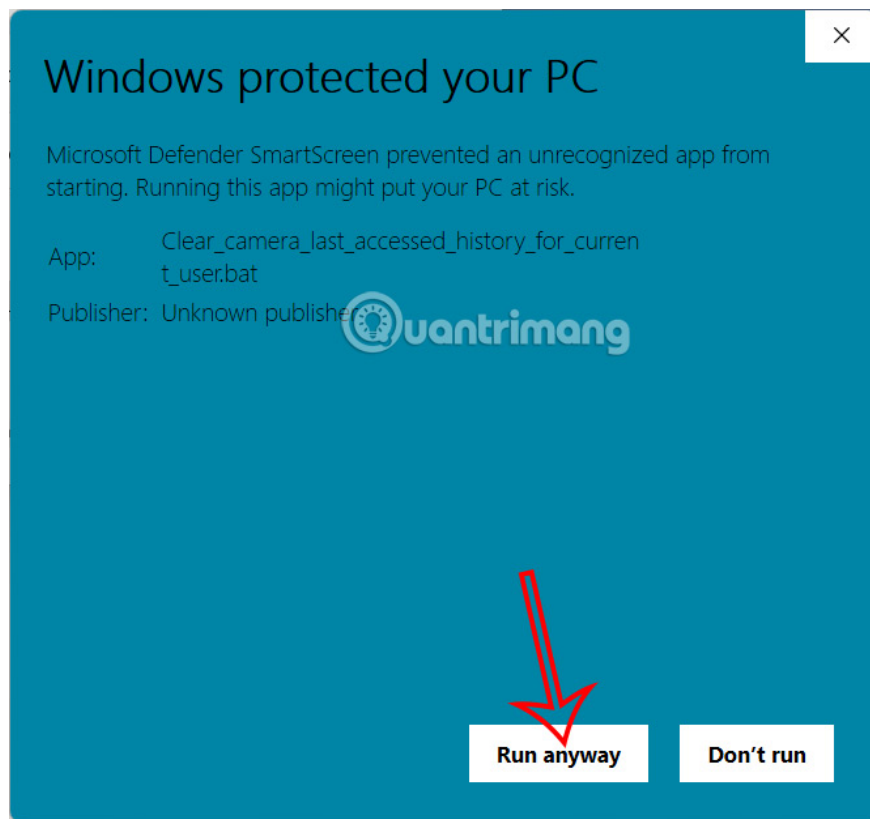 Windows protected your PC
Microsoft Defender SmartScreen prevented an unrecognized app from
starting. Running this app might put your PC at risk.
App: Clear_camera_last_accessed_history_for_curren
t_user.bat
Publisher: Unknown publisher
Quantrimang
Run anyway Don't run